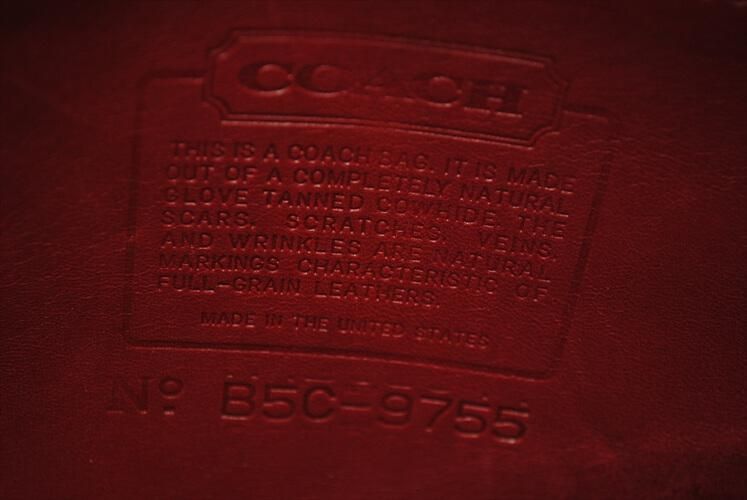 COACH
THIS IS A COACH BAG. IT IS MADE
OUT OF A COMPLETELY NATURAL
GLOVE TANNED COWHIDE. THE
SCARS, SCRATCHES, VEINS,
AND WRINKLES ARE NATURAL
MARKINGS CHARACTERISTIC OF
FULL-GRAIN LEATHERS.
MADE IN THE UNITED STATES
Nº B5C-9755